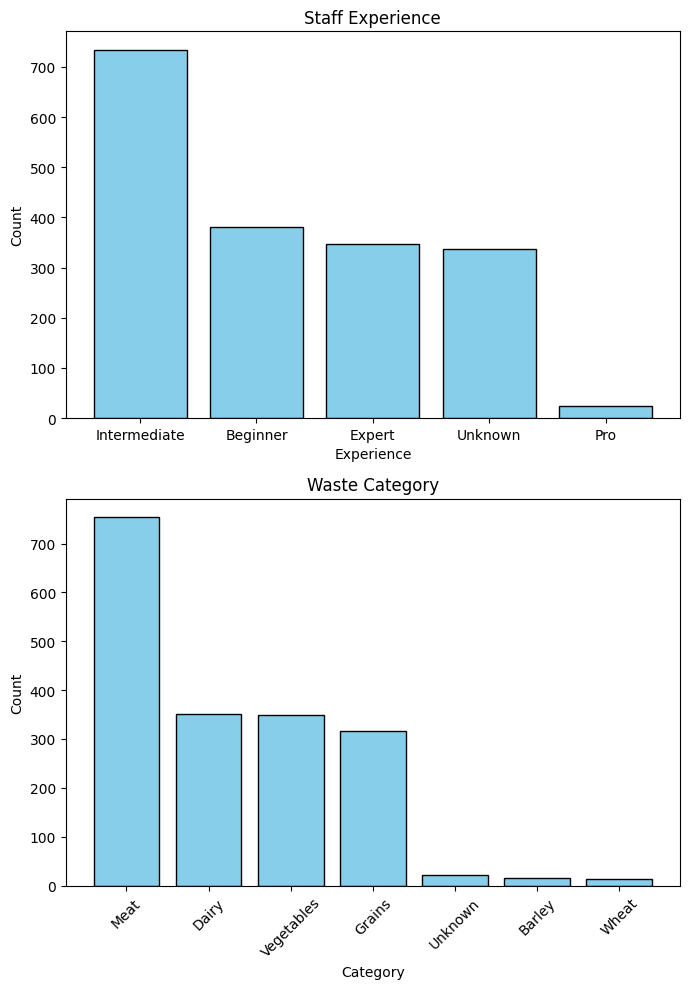 Staff Experience
700
600
500
400
300
200
100
0
Count
Intermediate Beginner Expert Unknown Pro
Experience
Waste Category
700
600
500
400
300
200
100
0
Count
Meat Dairy Vegetables Grains Unknown Barley Wheat
Category